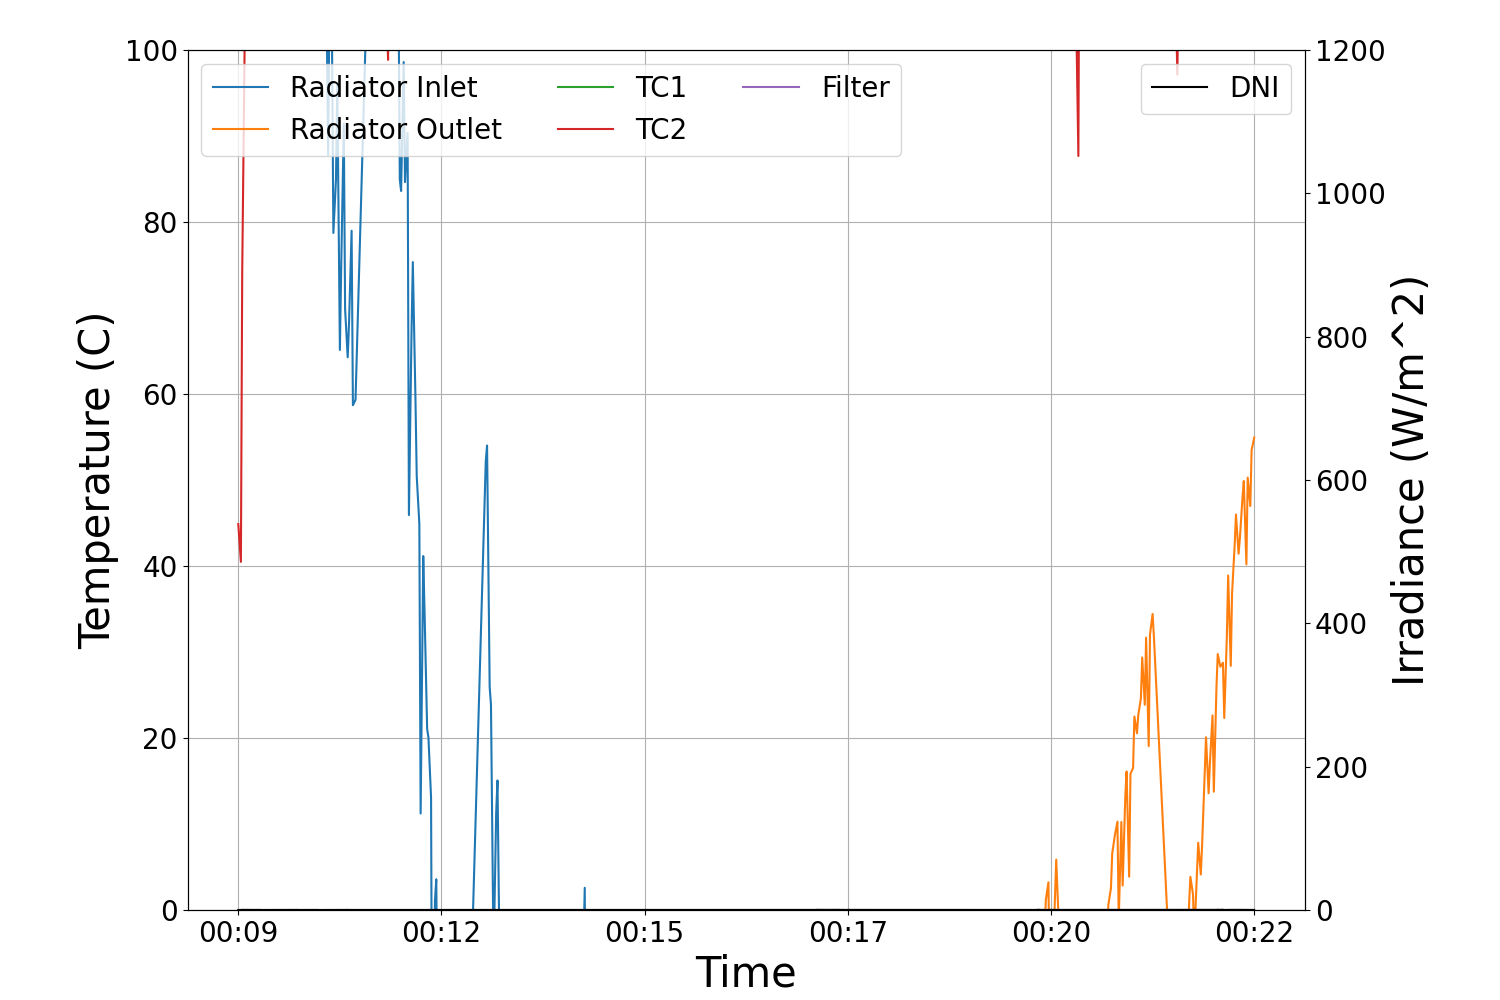 100
80
60
40
20
0
Temperature (C)
Radiator Inlet
Radiator Outlet
TC1
TC2
Filter
DNI
1200
1000
800
600
400
200
0
Irradiance (W/m^2)
00:09 00:12 00:15 00:17 00:20 00:22
Time